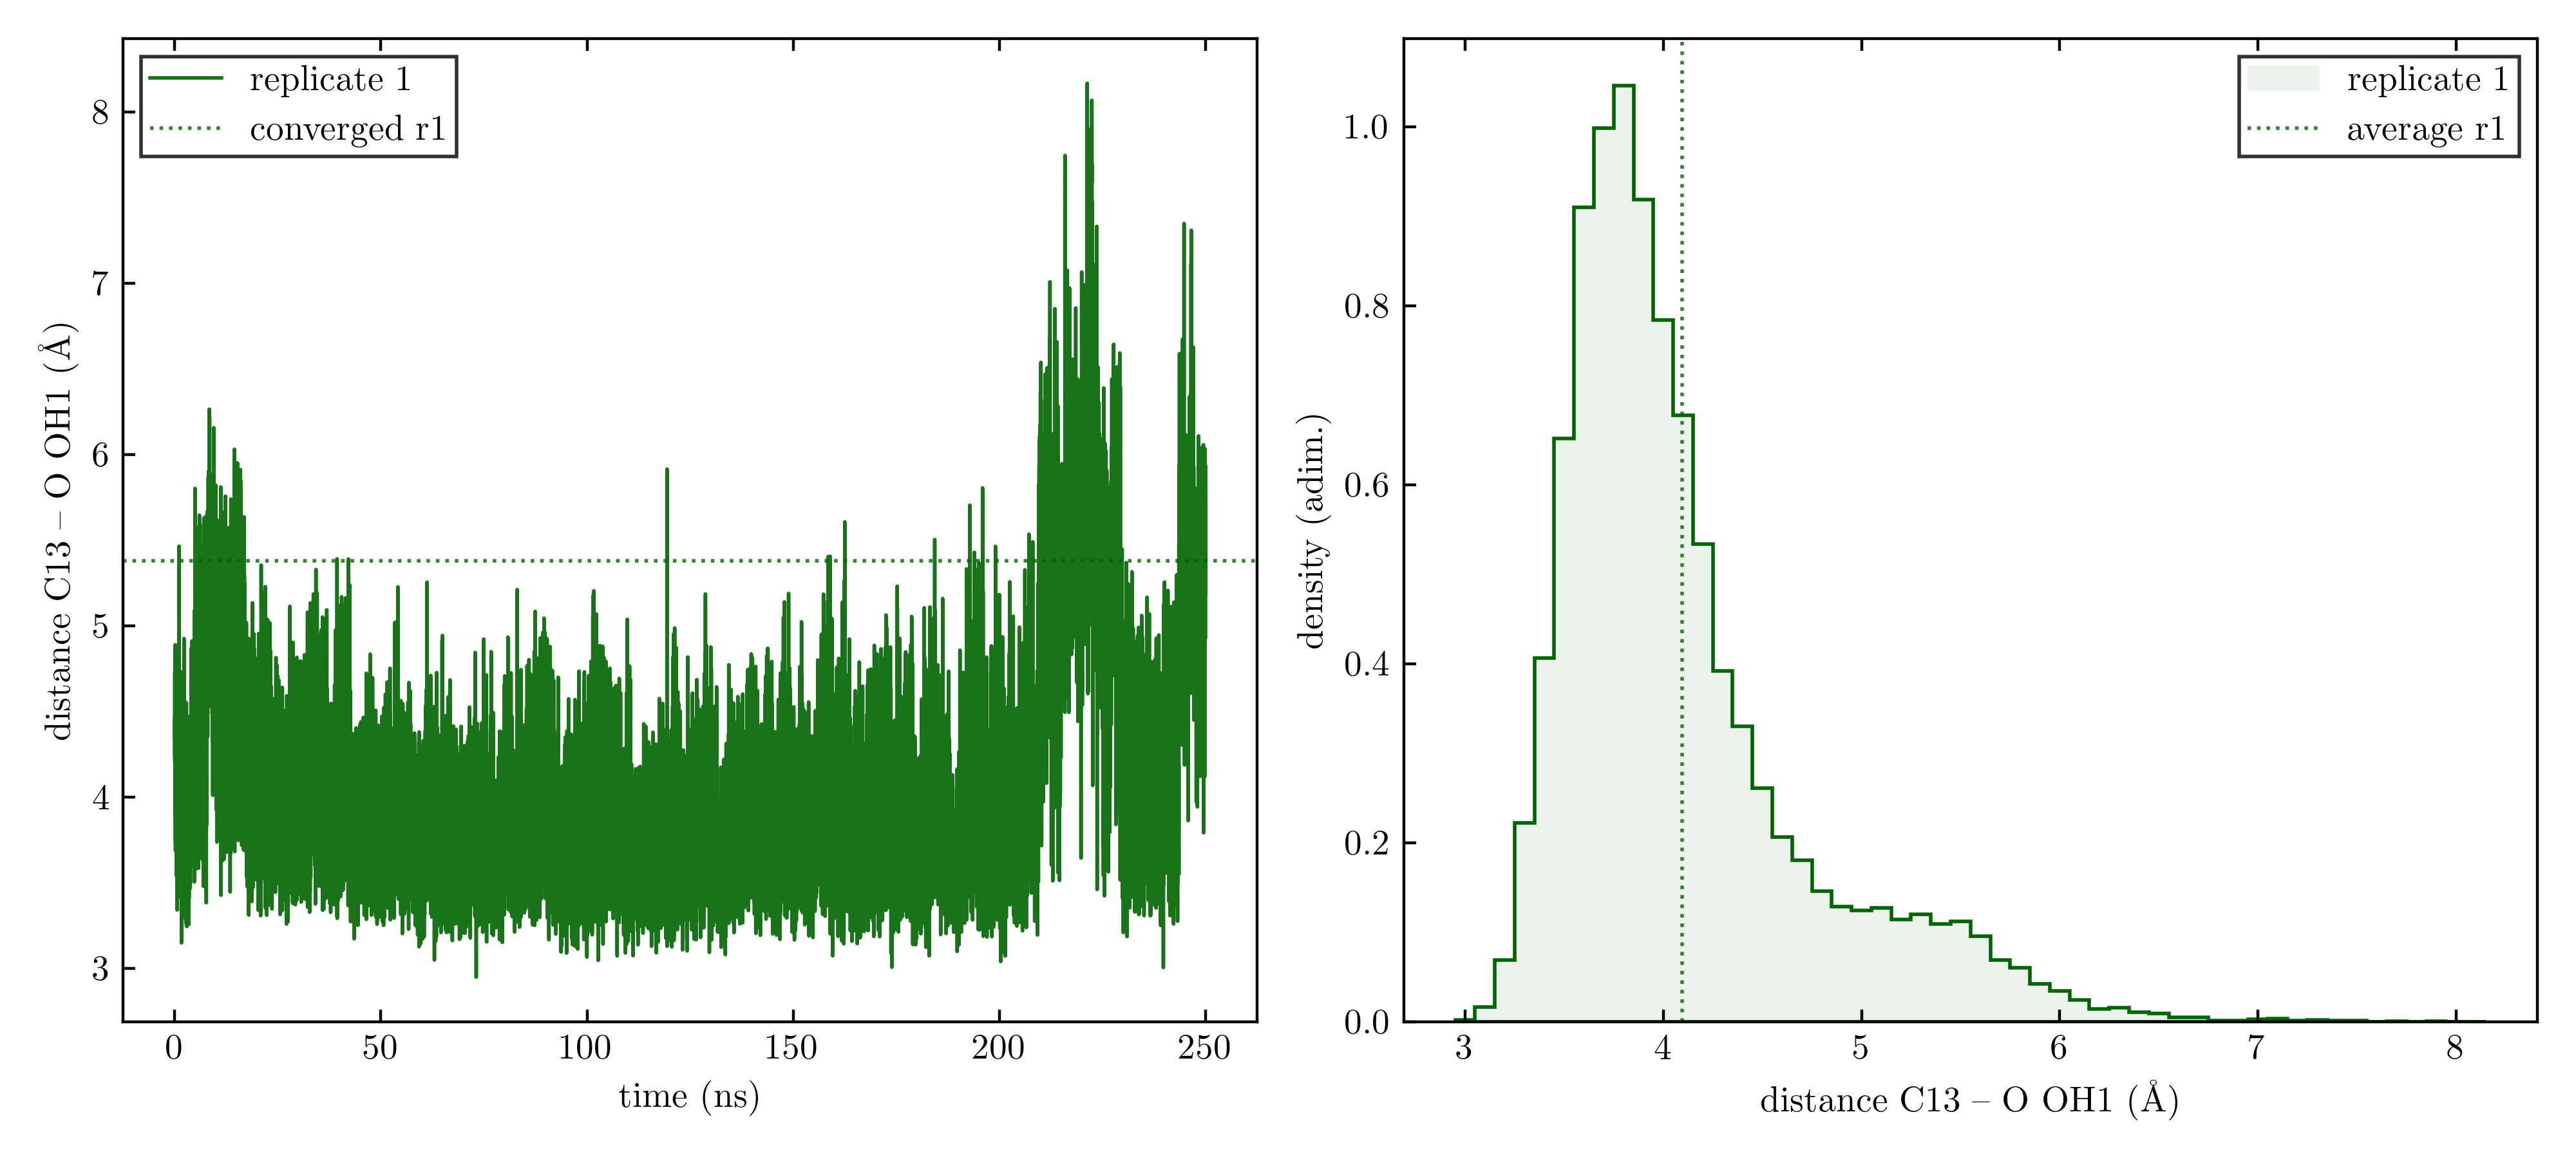 replicate 1
converged r1
8
7
6
5
4
3
distance C13 – O OH1 (Å)
0 50 100 150 200 250
time (ns)
replicate 1
average r1
1.0
0.8
0.6
0.4
0.2
0.0
density (adim.)
3 4 5 6 7 8
distance C13 – O OH1 (Å)